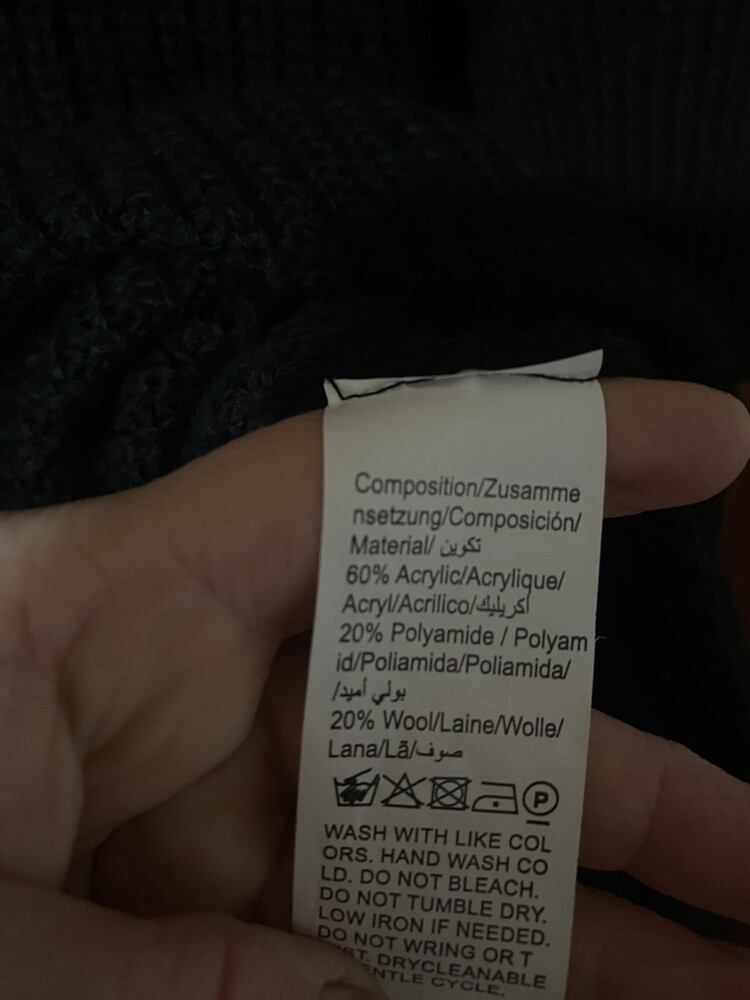 Composition/Zusamme
nsetzung/Composición/
Material/ تكوين
60% Acrylic/Acrylique/
Acryl/Acrilico/أكريليك
20% Polyamide / Polyam
id/Poliamida/Poliamida/
بولي أميد/
20% Wool/Laine/Wolle/
Lana/Lã/صوف
P
WASH WITH LIKE COL
ORS. HAND WASH CO
LD. DO NOT BLEACH.
DO NOT TUMBLE DRY.
LOW IRON IF NEEDED.
DO NOT WRING OR T
DRYCLEANABLE
CYCLE.